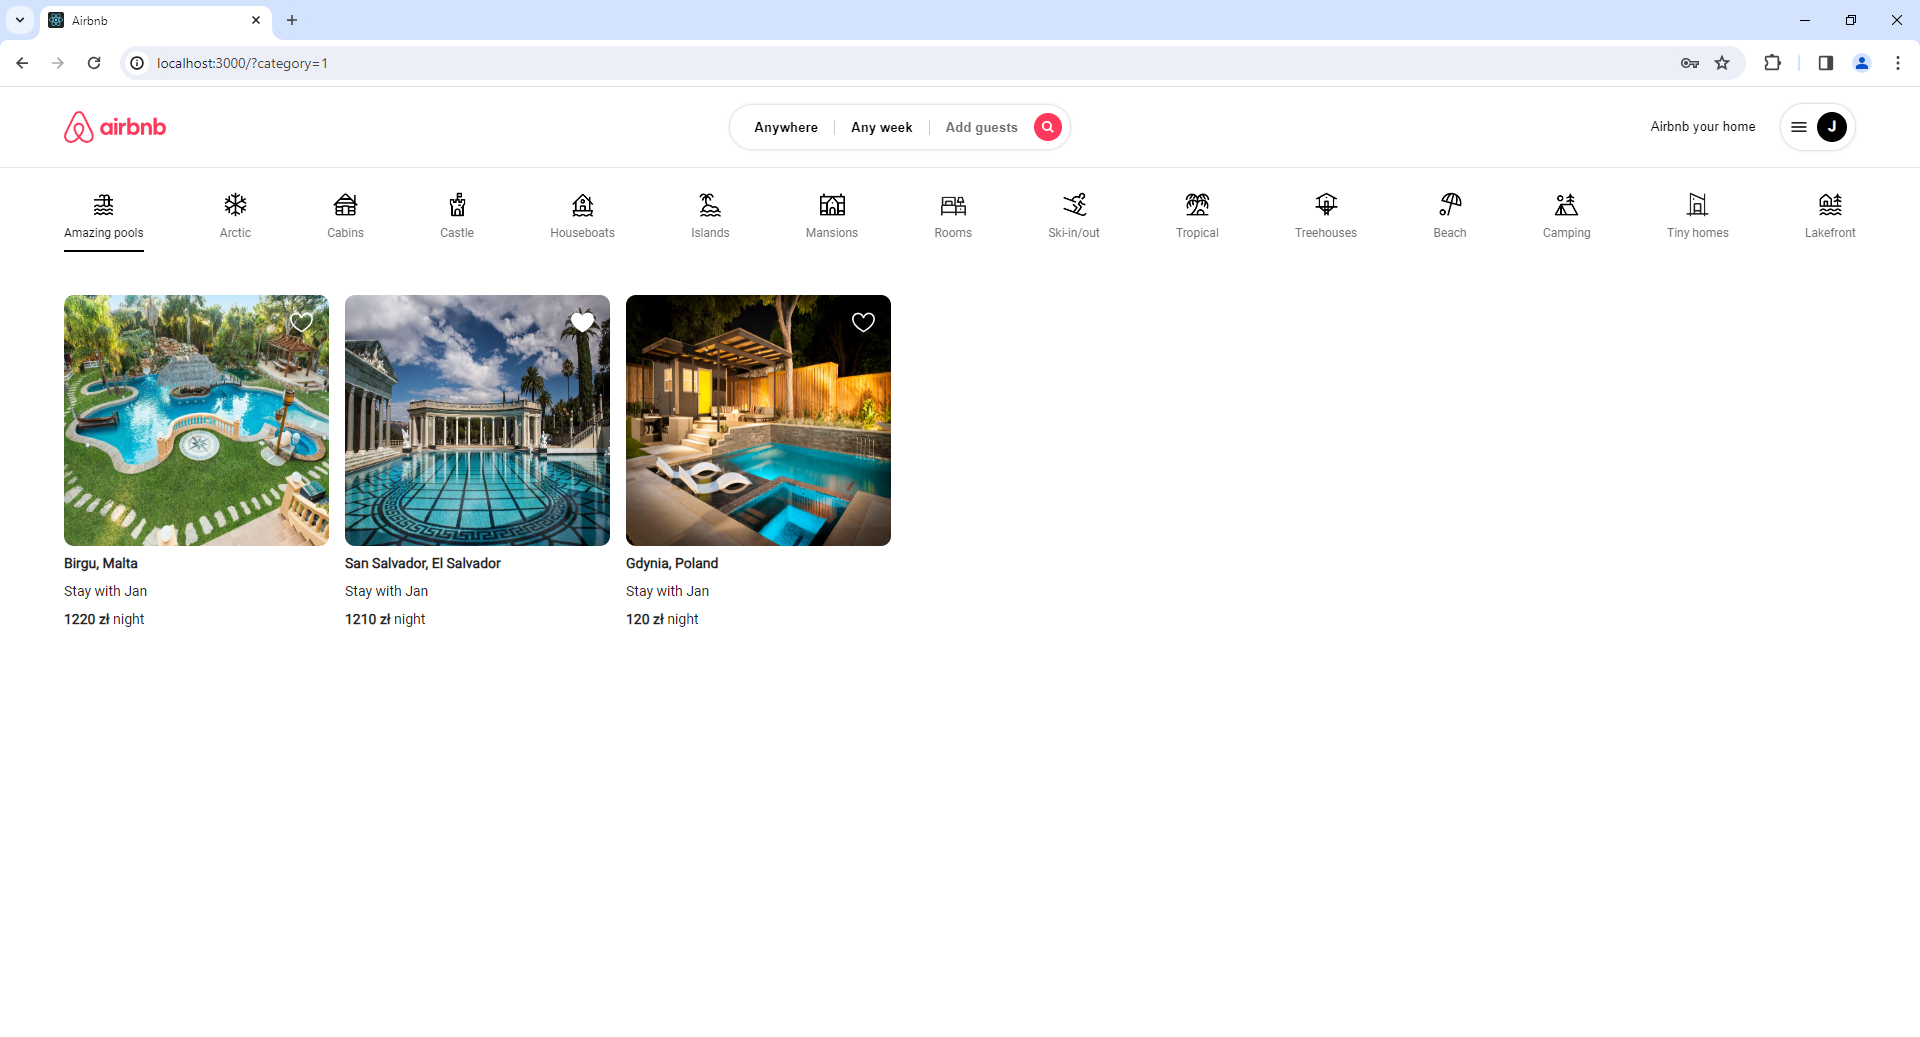 Airbnb
localhost:3000/?category=1
airbnb
Anywhere
Any week
Add guests
Airbnb your home
J
Amazing pools
Arctic
Cabins
Castle
Houseboats
Islands
Mansions
Rooms
Ski-in/out
Tropical
Treehouses
Beach
Camping
Tiny homes
Lakefront
Birgu, Malta
Stay with Jan
1220 zł night
San Salvador, El Salvador
Stay with Jan
1210 zł night
Gdynia, Poland
Stay with Jan
120 zł night